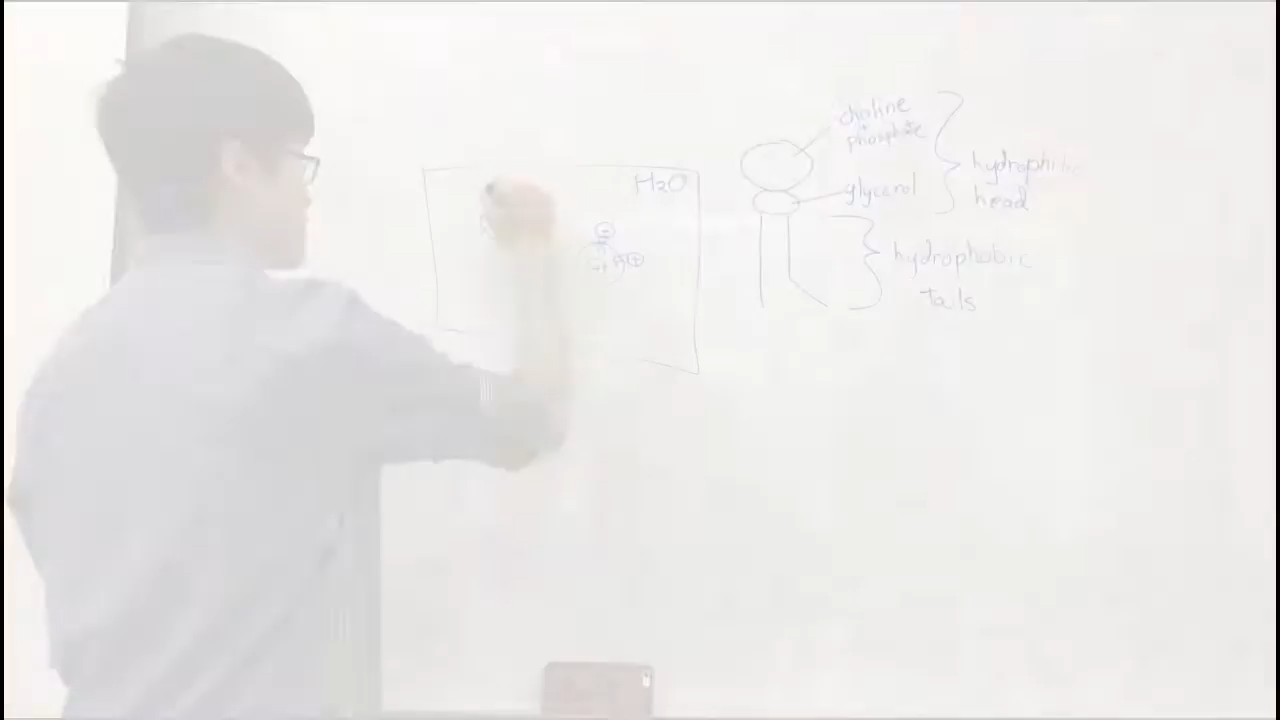 H₂O
choline
phosphate
glycerol
hydrophilic
head
hydrophobic
tails